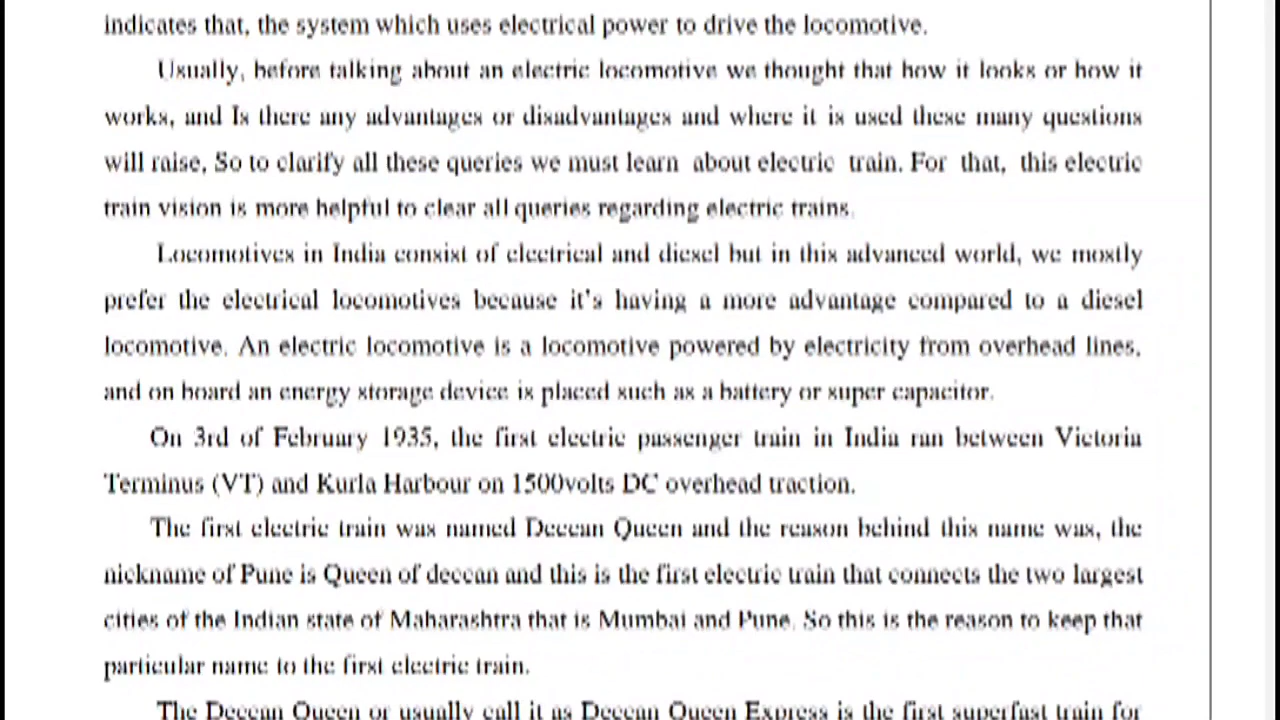 indicates that, the system which uses electrical power to drive the locomotive.
Usually, before talking about an electric locomotive we thought that how it looks or how it
works, and Is there any advantages or disadvantages and where it is used these many questions
will raise, So to clarify all these queries we must learn about electric train. For that, this electric
train vision is more helpful to clear all queries regarding electric trains.
Locomotives in India consist of electrical and diesel but in this advanced world, we mostly
prefer the electrical locomotives because it's having a more advantage compared to a diesel
locomotive. An electric locomotive is a locomotive powered by electricity from overhead lines,
and on board an energy storage device is placed such as a battery or super capacitor.
On 3rd of February 1935, the first electric passenger train in India ran between Victoria
Terminus (VT) and Kurla Harbour on 1500volts DC overhead traction.
The first electric train was named Deccan Queen and the reason behind this name was, the
nickname of Pune is Queen of deccan and this is the first electric train that connects the two largest
cities of the Indian state of Maharashtra that is Mumbai and Pune. So this is the reason to keep that
particular name to the first electric train.
The Deccan Queen or usually call it as Deccan Queen Express is the first superfast train for